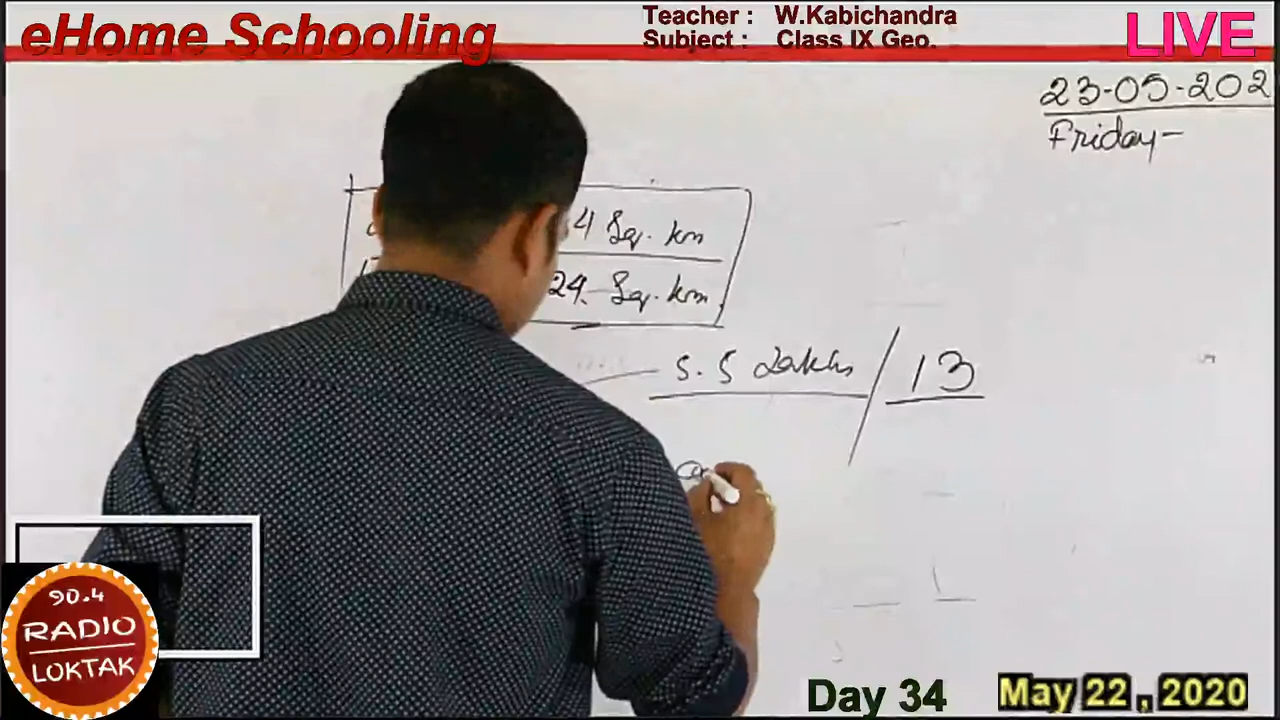 eHome Schooling
Teacher : W.Kabichandra
Subject : Class IX Geo.
LIVE
23-05-202
Friday-
4 Sq. km
24. Sq. km.
5.5 Lakhs / 13
90.4
RADIO
LOKTAK
Day 34
May 22 , 2020